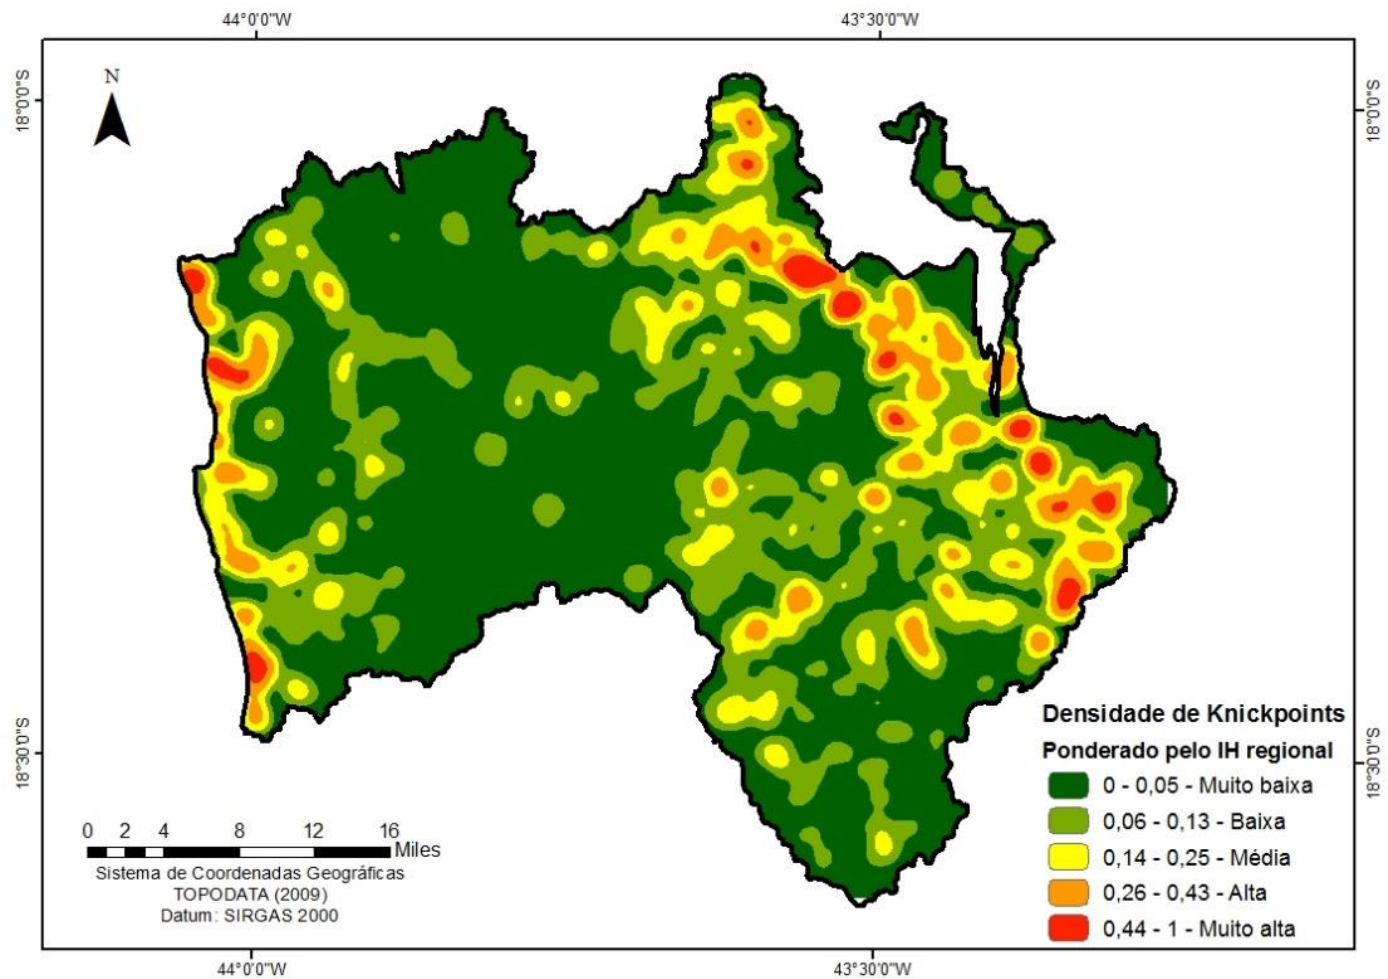 44°0'0"W 43°30'0"W
N
18°0'0"S
18°0'0"S
18°30'0"S
18°30'0"S
Densidade de Knickpoints
Ponderado pelo IH regional
0 - 0,05 - Muito baixa
0,06 - 0,13 - Baixa
0,14 - 0,25 - Média
0,26 - 0,43 - Alta
0,44 - 1 - Muito alta
0 2 4 8 12 16
Miles
Sistema de Coordenadas Geográficas
TOPODATA (2009)
Datum: SIRGAS 2000
44°0'0"W 43°30'0"W